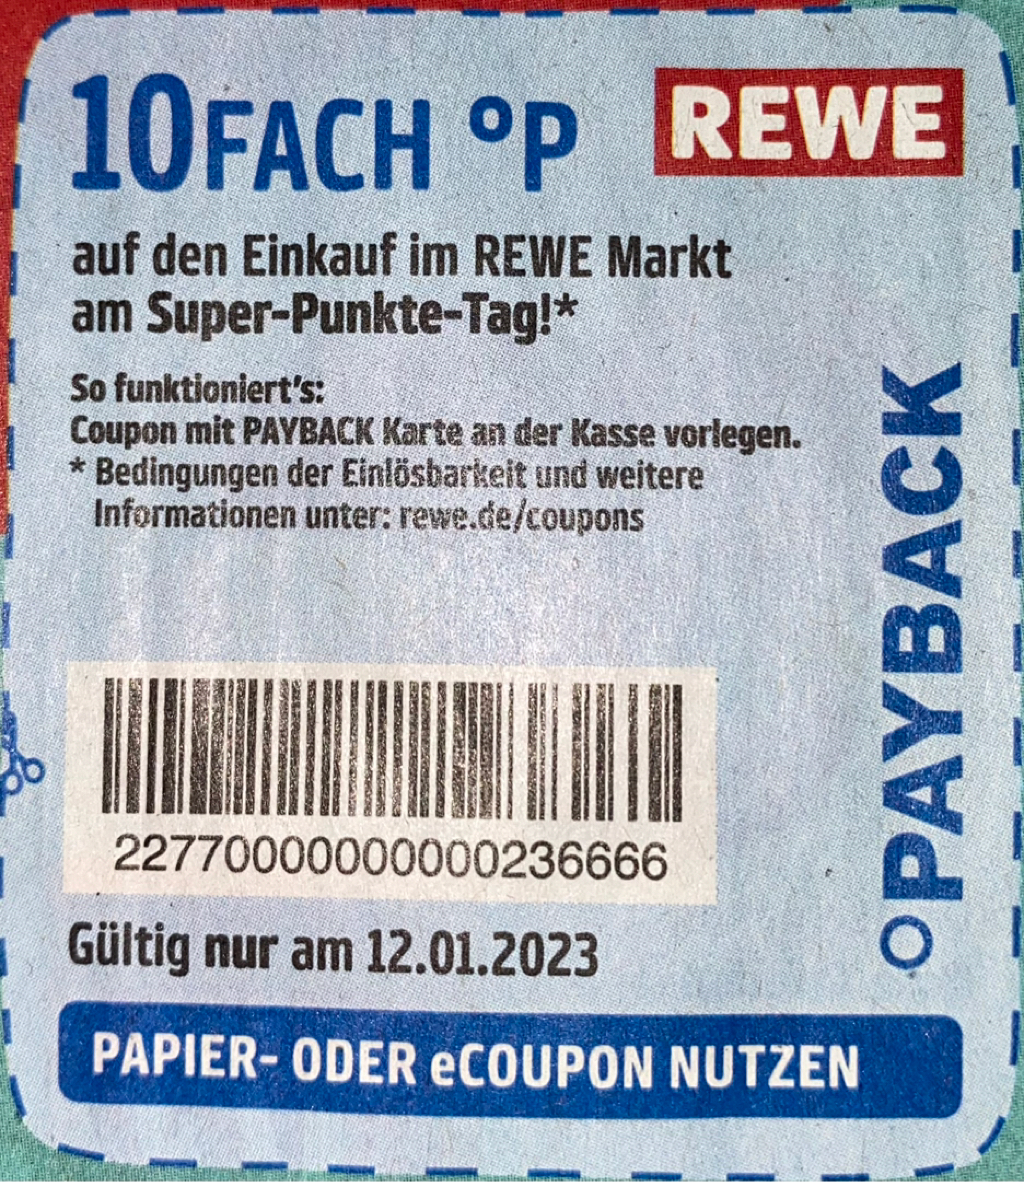 10FACH °P
REWE
auf den Einkauf im REWE Markt
am Super-Punkte-Tag!*
So funktioniert's:
Coupon mit PAYBACK Karte an der Kasse vorlegen.
* Bedingungen der Einlösbarkeit und weitere
Informationen unter: rewe.de/coupons
°PAYBACK
2277000000000000236666
Gültig nur am 12.01.2023
PAPIER- ODER eCOUPON NUTZEN